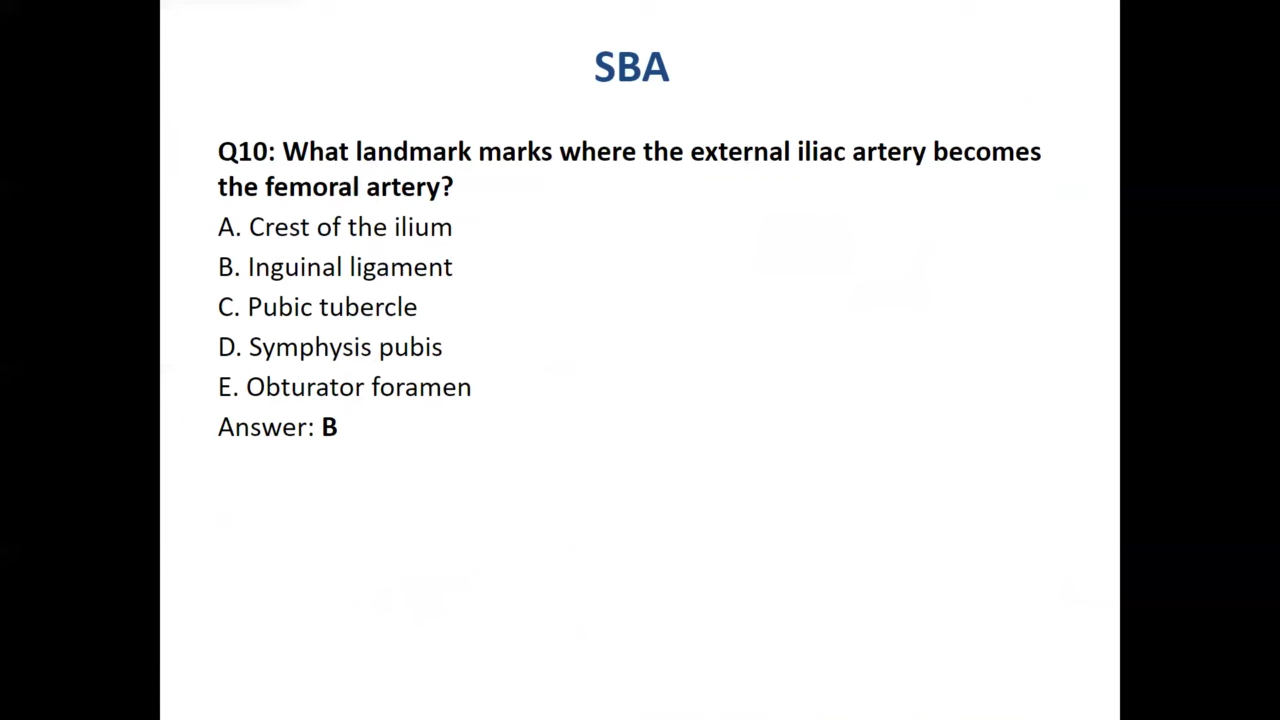 SBA
Q10: What landmark marks where the external iliac artery becomes
the femoral artery?
A. Crest of the ilium
B. Inguinal ligament
C. Pubic tubercle
D. Symphysis pubis
E. Obturator foramen
Answer: B